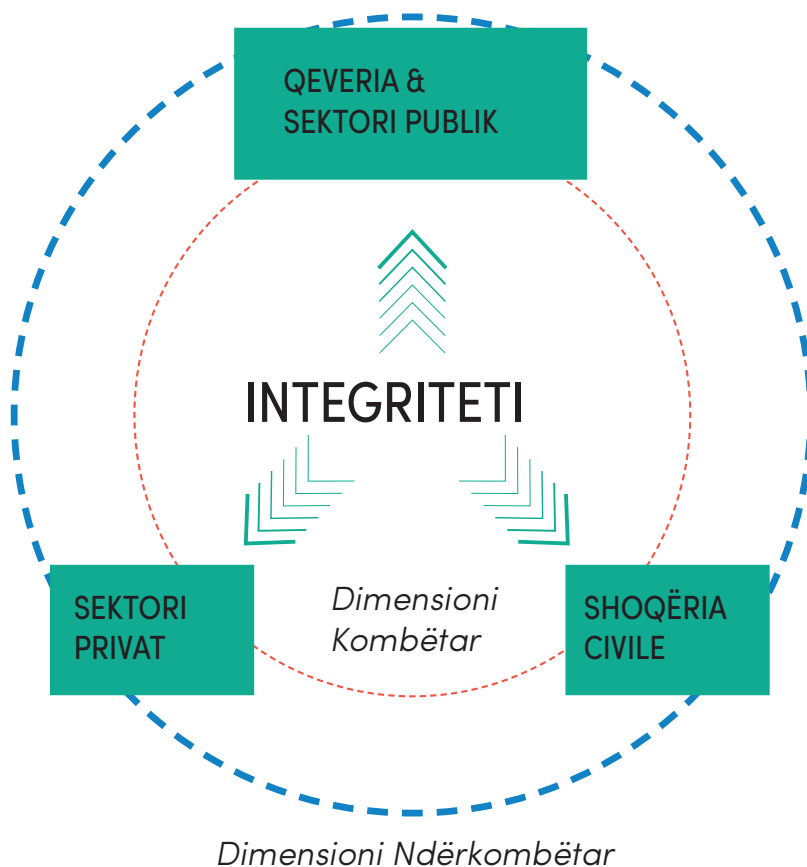 QEVERIA &
SEKTORI PUBLIK
INTEGRITETI
SEKTORI
PRIVAT
Dimensioni
Kombëtar
SHOQËRIA
CIVILE
Dimensioni Ndërkombëtar